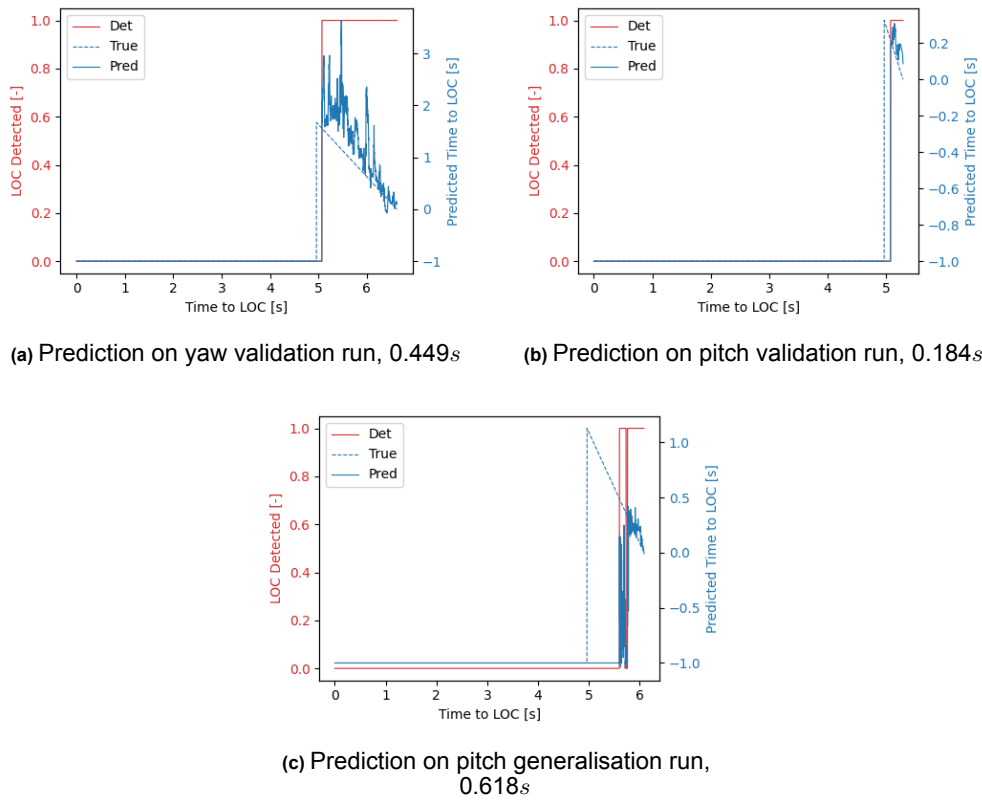 Det
True
Pred
1.0
0.8
0.6
0.4
0.2
0.0
LOC Detected [-]
3
2
1
0
−1
Predicted Time to LOC [s]
0 1 2 3 4 5 6
Time to LOC [s]
(a) Prediction on yaw validation run, 0.449s
Det
True
Pred
1.0
0.8
0.6
0.4
0.2
0.0
LOC Detected [-]
0.2
0.0
−0.2
−0.4
−0.6
−0.8
−1.0
Predicted Time to LOC [s]
0 1 2 3 4 5
Time to LOC [s]
(b) Prediction on pitch validation run, 0.184s
Det
True
Pred
1.0
0.8
0.6
0.4
0.2
0.0
LOC Detected [-]
1.0
0.5
0.0
−0.5
−1.0
Predicted Time to LOC [s]
0 1 2 3 4 5 6
Time to LOC [s]
(c) Prediction on pitch generalisation run,
0.618s